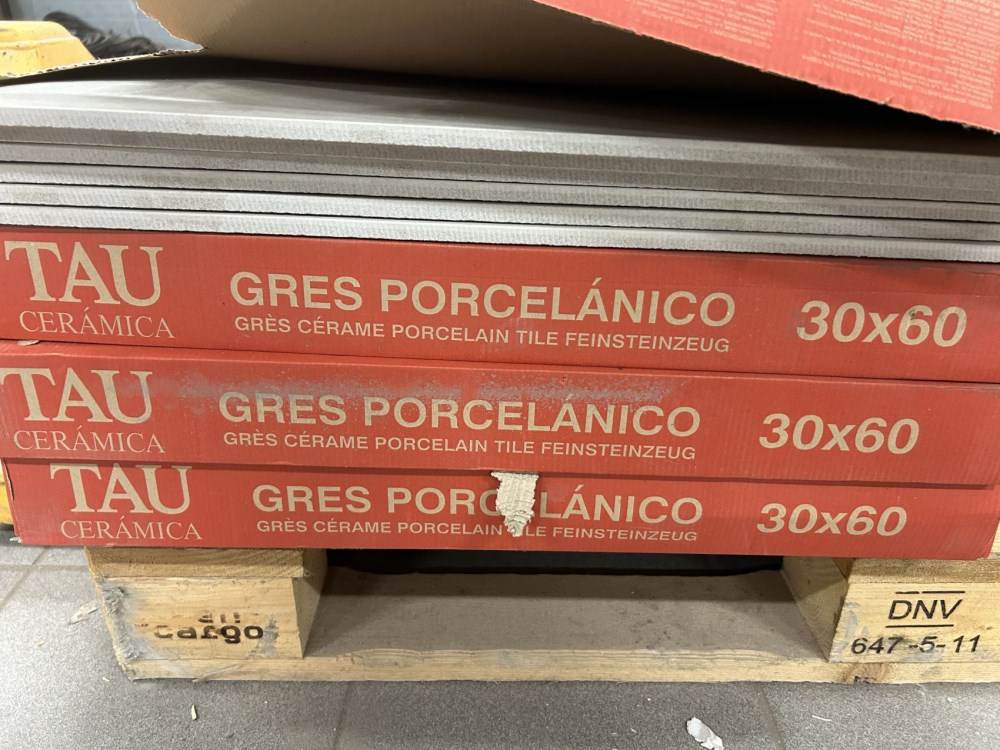 TAU
CERÁMICA
GRES PORCELÁNICO
GRÈS CÉRAME PORCELAIN TILE FEINSTEINZEUG
30x60
TAU
CERÁMICA
GRES PORCELÁNICO
GRÈS CÉRAME PORCELAIN TILE FEINSTEINZEUG
30x60
TAU
CERÁMICA
GRES PORC LÁNICO
GRÈS CÉRAME PORCELAIN LE FEINSTEINZEUG
30x60
cargo
DNV
647-5-11